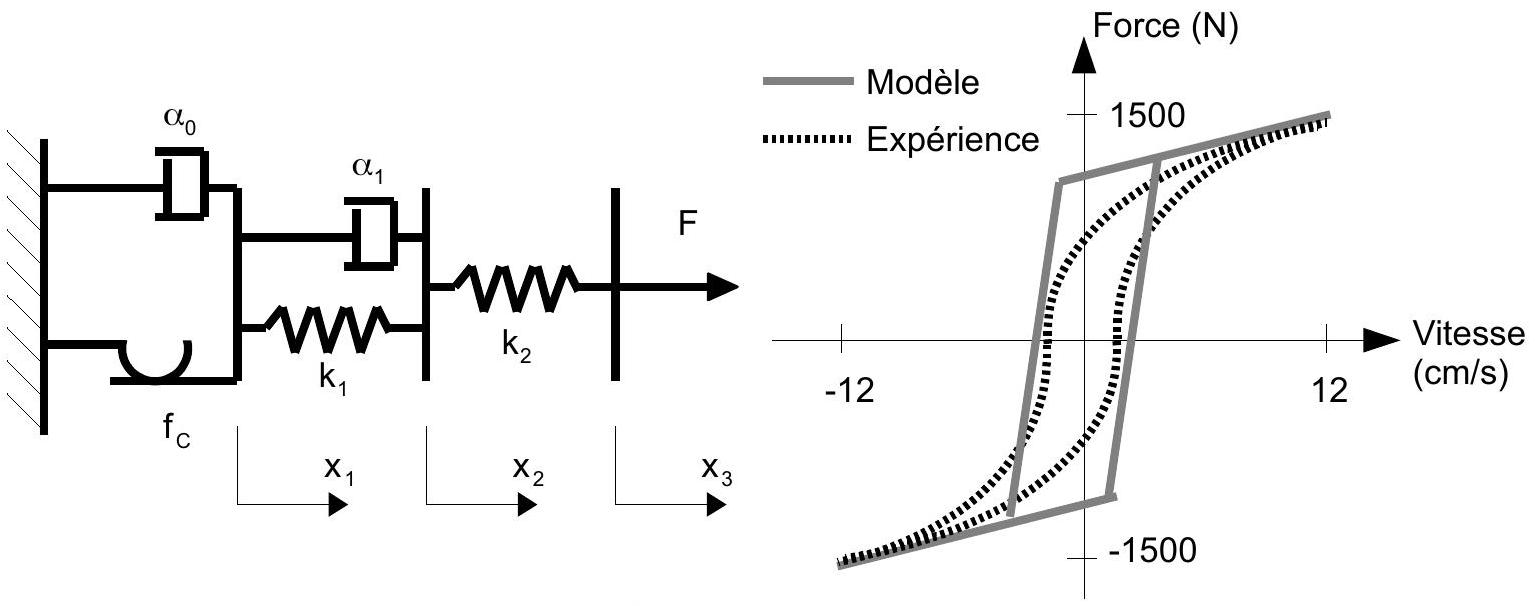 α0
α1
F
k2
k1
fC
x1
x2
x3
Force (N)
Modèle
1500
Expérience
Vitesse
(cm/s)
-12
12
-1500